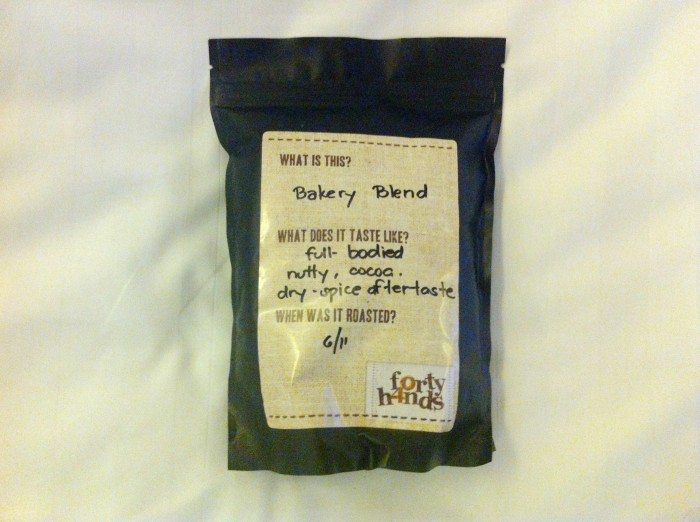 WHAT IS THIS?
Bakery Blend
WHAT DOES IT TASTE LIKE?
full-bodied
nutty, cocoa.
dry-spice aftertaste
WHEN WAS IT ROASTED?
6/11
forty
h4nds